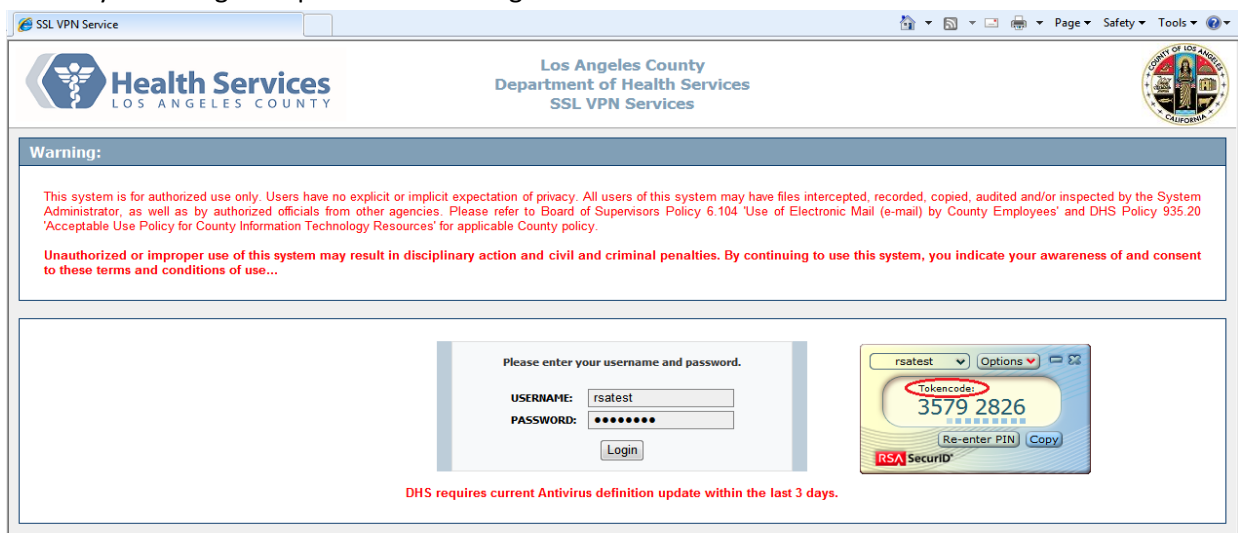 SSL VPN Service
Page Safety Tools
Health Services
LOS ANGELES COUNTY
Los Angeles County
Department of Health Services
SSL VPN Services
COUNTY OF LOS ANGELES
CALIFORNIA
Warning:
This system is for authorized use only. Users have no explicit or implicit expectation of privacy. All users of this system may have files intercepted, recorded, copied, audited and/or inspected by the System
Administrator, as well as by authorized officials from other agencies. Please refer to Board of Supervisors Policy 6.104 'Use of Electronic Mail (e-mail) by County Employees' and DHS Policy 935.20
'Acceptable Use Policy for County Information Technology Resources' for applicable County policy.
Unauthorized or improper use of this system may result in disciplinary action and civil and criminal penalties. By continuing to use this system, you indicate your awareness of and consent
to these terms and conditions of use...
Please enter your username and password.
USERNAME: rsatest
PASSWORD: ●●●●●●●●
Login
rsatest Options
Tokencode:
3579 2826
Re-enter PIN Copy
RSA SecurID
DHS requires current Antivirus definition update within the last 3 days.